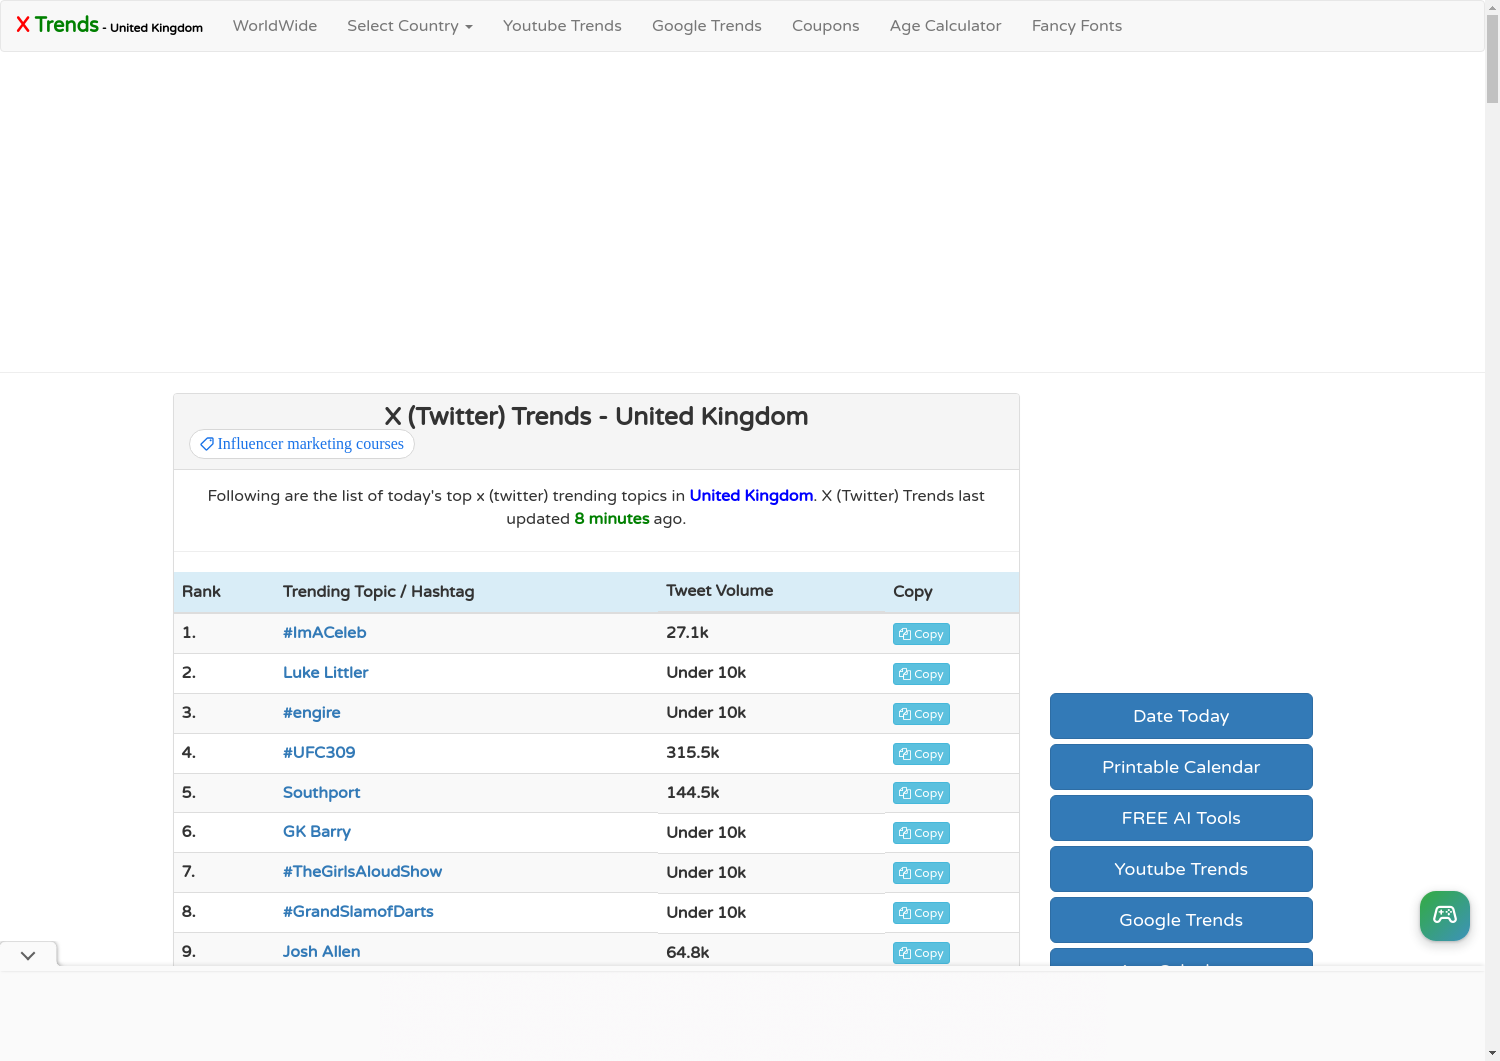 X Trends - United Kingdom WorldWide Select Country Youtube Trends Google Trends Coupons Age Calculator Fancy Fonts
X (Twitter) Trends - United Kingdom
Influencer marketing courses
Following are the list of today's top x (twitter) trending topics in United Kingdom. X (Twitter) Trends last
updated 8 minutes ago.
Rank Trending Topic / Hashtag Tweet Volume Copy
1. #ImACeleb 27.1k Copy
2. Luke Littler Under 10k Copy
3. #engire Under 10k Copy
4. #UFC309 315.5k Copy
5. Southport 144.5k Copy
6. GK Barry Under 10k Copy
7. #TheGirlsAloudShow Under 10k Copy
8. #GrandSlamofDarts Under 10k Copy
9. Josh Allen 64.8k Copy
Date Today
Printable Calendar
FREE AI Tools
Youtube Trends
Google Trends